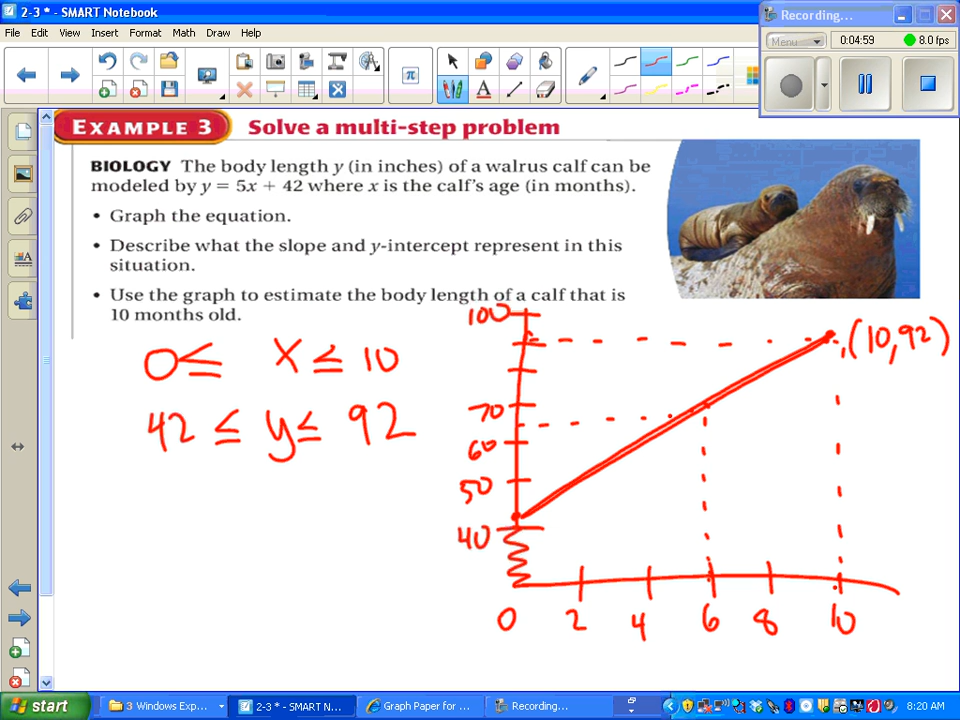 2-3 * - SMART Notebook
File Edit View Insert Format Math Draw Help
Recording...
Menu 0:04:59 8.0 fps
π
A
EXAMPLE 3 Solve a multi-step problem
BIOLOGY The body length y (in inches) of a walrus calf can be
modeled by y = 5x + 42 where x is the calf's age (in months).
• Graph the equation.
• Describe what the slope and y-intercept represent in this
situation.
• Use the graph to estimate the body length of a calf that is
10 months old.
0 ≤ x ≤ 10
42 ≤ y ≤ 92
100
(10,92)
70
60
50
40
0 2 4 6 8 10
start
3 Windows Exp...
2-3 * - SMART N...
Graph Paper for ...
Recording...
8:20 AM